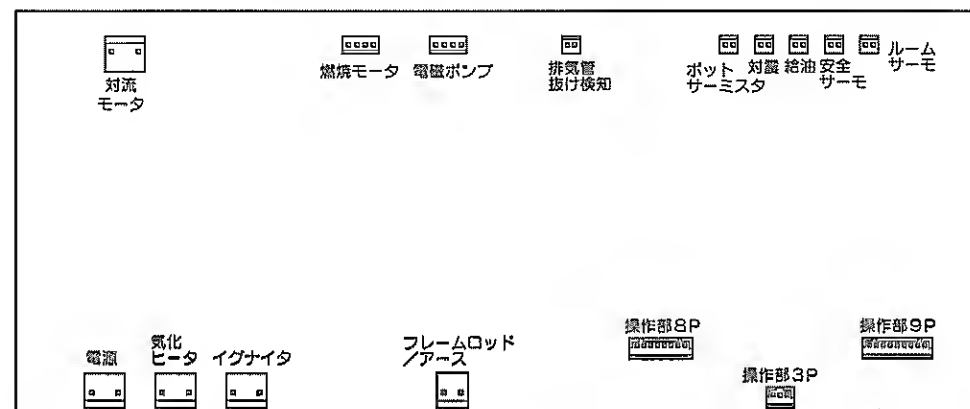 対流
モータ
燃焼モータ
電磁ポンプ
排気管
抜け検知
ポット
サーミスタ
対震
給油
安全
サーモ
ルーム
サーモ
電源
気化
ヒータ
イグナイタ
フレームロッド
／アース
操作部8P
操作部3P
操作部9P